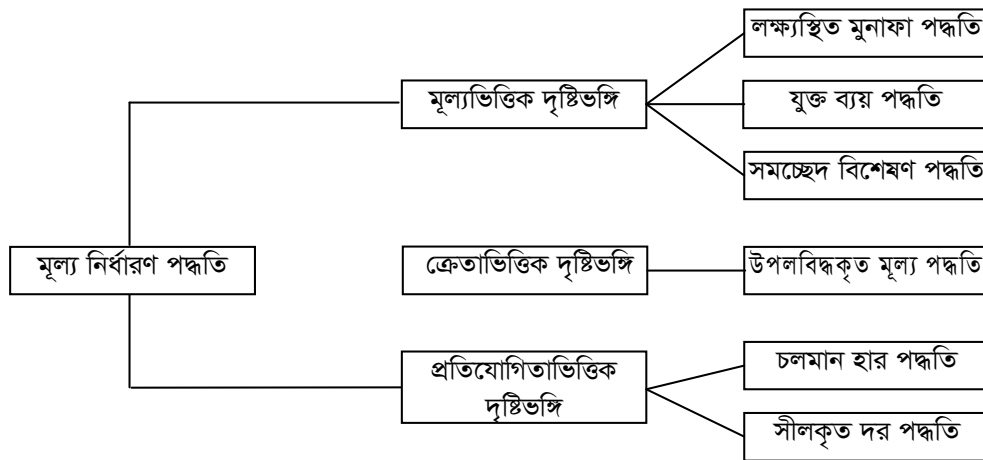 লক্ষ্যস্থিত মুনাফা পদ্ধতি
মূল্যভিত্তিক দৃষ্টিভঙ্গি
যুক্ত ব্যয় পদ্ধতি
সমচ্ছেদ বিশেষণ পদ্ধতি
মূল্য নির্ধারণ পদ্ধতি
ক্রেতাভিত্তিক দৃষ্টিভঙ্গি
উপলবিদ্ধকৃত মূল্য পদ্ধতি
প্রতিযোগিতাভিত্তিক
দৃষ্টিভঙ্গি
চলমান হার পদ্ধতি
সীলকৃত দর পদ্ধতি